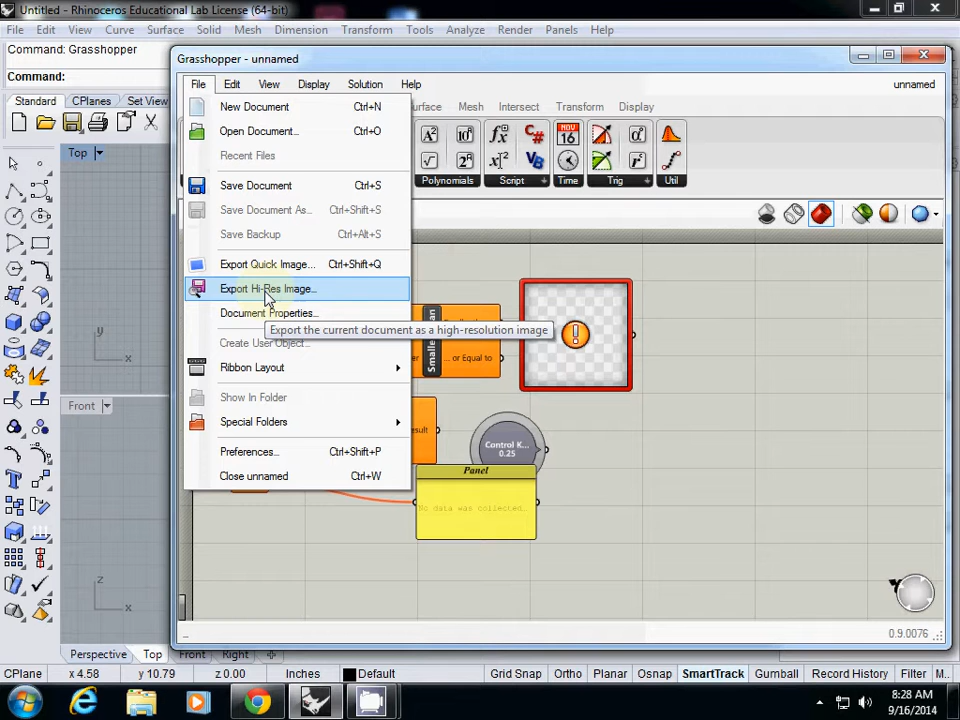 Untitled - Rhinoceros Educational Lab License (64-bit)
File Edit View Curve Surface Solid Mesh Dimension Transform Tools Analyze Render Panels Help
Command: Grasshopper
Command:
Standard CPlanes Set View
Grasshopper - unnamed
File Edit View Display Solution Help unnamed
Mesh Intersect Transform Display
New Document Ctrl+N
Open Document... Ctrl+O
Recent Files
Save Document Ctrl+S
Save Document As... Ctrl+Shift+S
Save Backup Ctrl+Alt+S
Export Quick Image... Ctrl+Shift+Q
Export Hi-Res Image...
Document Properties...
Export the current document as a high-resolution image
Create User Object...
Ribbon Layout
Show In Folder
Special Folders
Preferences... Ctrl+Shift+P
Close unnamed Ctrl+W
Polynomials Script Time Trig Util
NOV
16
C#
VB
... or Equal to
Control K...
0.25
Panel
No data was collected...
0.9.0076
Top
Front
y
x
z
x
Perspective Top Front Right
CPlane x 4.58 y 10.79 z 0.00 Inches Default Grid Snap Ortho Planar Osnap SmartTrack Gumball Record History Filter M...
8:28 AM
9/16/2014